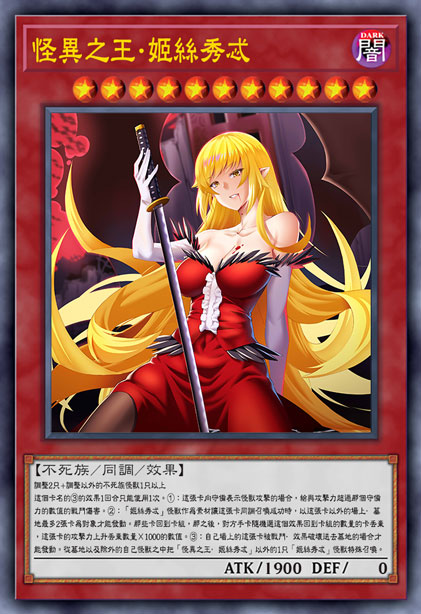 怪異之王·姬絲秀忒
DARK
闇
【不死族／同調／效果】
調整2只+調整以外的不死族怪獸1只以上
這個卡名的③的效果1回合只能使用1次。①：這張卡向守備表示怪獸攻擊的場合，給與攻擊力超過那個守備
力的數值的戰鬥傷害。②：「姬絲秀忒」怪獸作爲素材讓這張卡同調召喚成功時，以這張卡以外的場上·墓
地最多2張卡爲對象才能發動。那些卡回到卡組，那之後，對方手卡隨機選這個效果回到卡組的數量的卡丟棄，
這張卡的攻擊力上升丟棄數量×1000的數值。③：自己場上的這張卡被戰鬥·效果破壞送去墓地的場合才
能發動。從墓地以及除外的自己怪獸之中把「怪異之王·姬絲秀忒」以外的1只「姬絲秀忒」怪獸特殊召喚。
ATK/1900 DEF/ 0